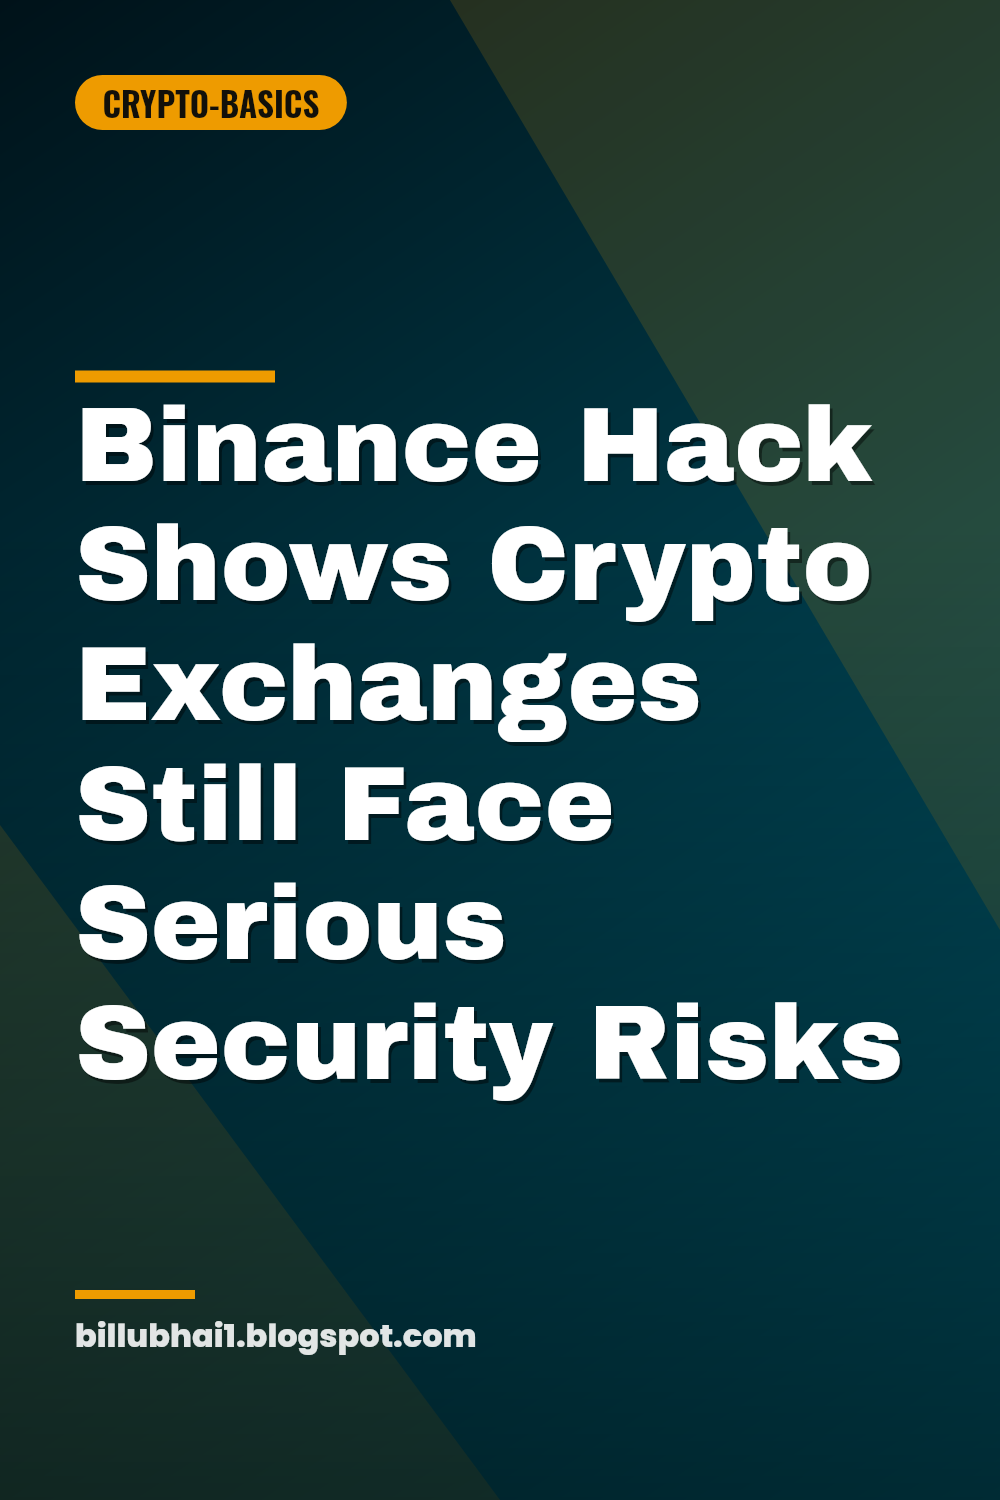 CRYPTO-BASICS
Binance Hack
Shows Crypto
Exchanges
Still Face
Serious
Security Risks
billubhai1.blogspot.com